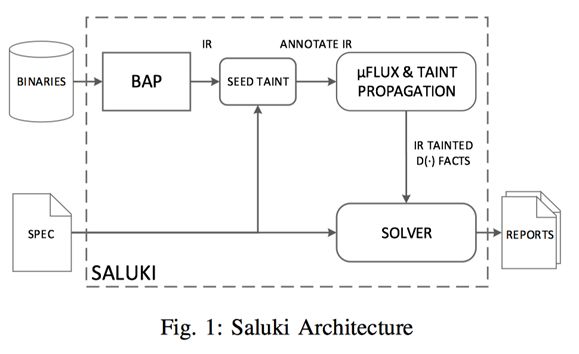 IR
ANNOTATE IR
BINARIES
BAP
SEED TAINT
µFLUX & TAINT
PROPAGATION
IR TAINTED
D(·) FACTS
SPEC
SOLVER
REPORTS
SALUKI
Fig. 1: Saluki Architecture